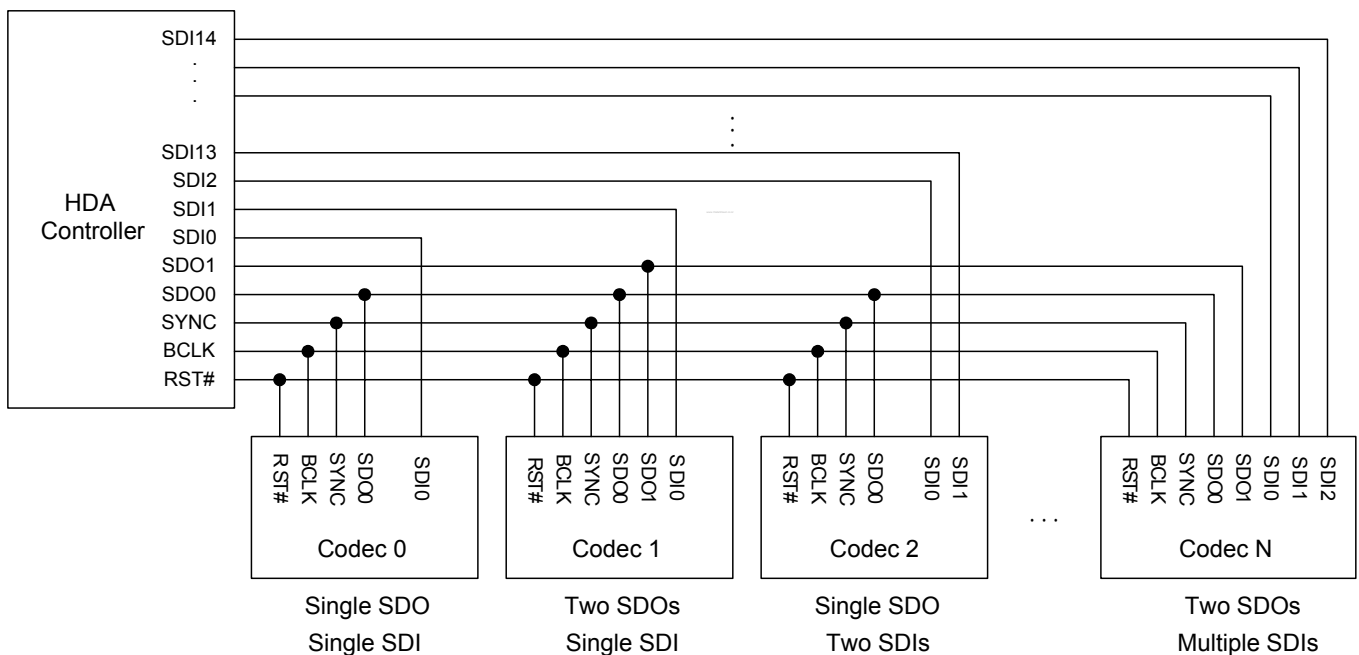 SDI14
.
.
.
SDI13
SDI2
SDI1
SDI0
SDO1
SDO0
SYNC
BCLK
RST#
HDA
Controller
. . .
RST#
BCLK
SYNC
SDO0
SDI0
Codec 0
Single SDO
Single SDI
RST#
BCLK
SYNC
SDO0
SDO1
SDI0
Codec 1
Two SDOs
Single SDI
RST#
BCLK
SYNC
SDO0
SDI0
SDI1
Codec 2
Single SDO
Two SDIs
. . .
RST#
BCLK
SYNC
SDO0
SDO1
SDI0
SDI1
SDI2
Codec N
Two SDOs
Multiple SDIs